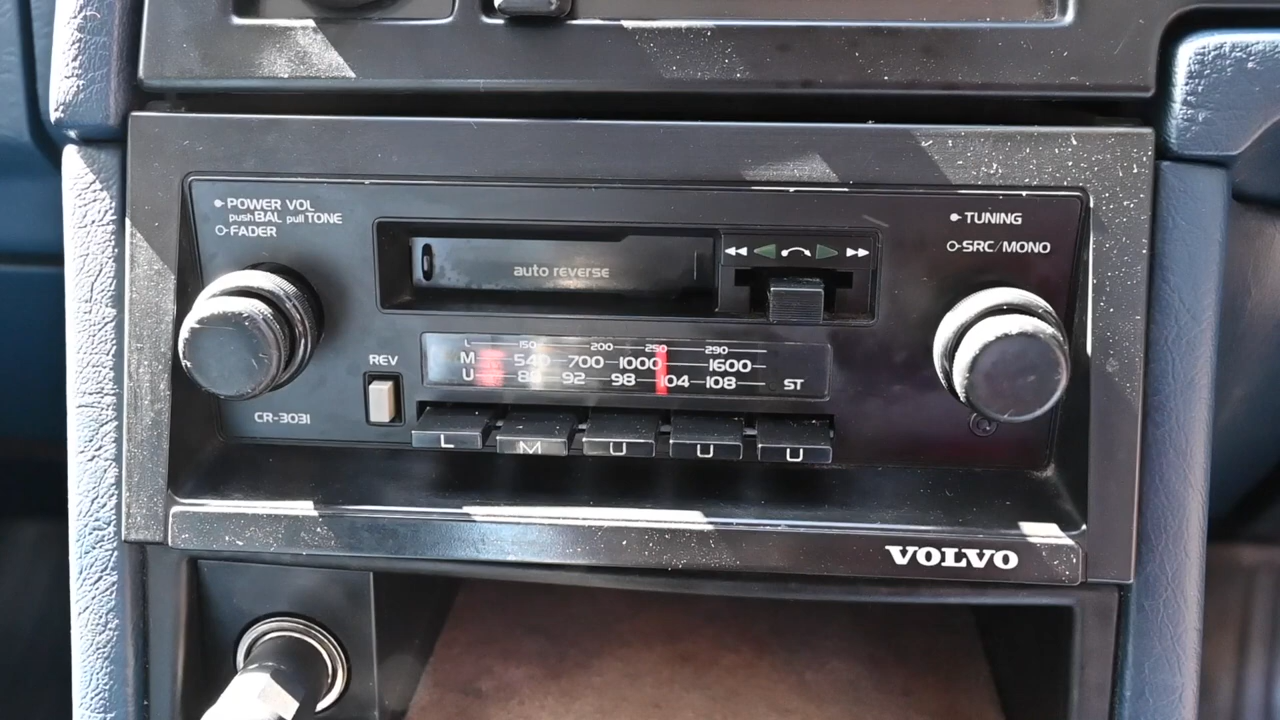 POWER VOL
push BAL pull TONE
FADER
TUNING
SRC/MONO
auto reverse
L 150 200 250 290
M 540 700 1000 1600
U 88 92 98 104 108 ST
REV
CR-3031
L M U U U
VOLVO